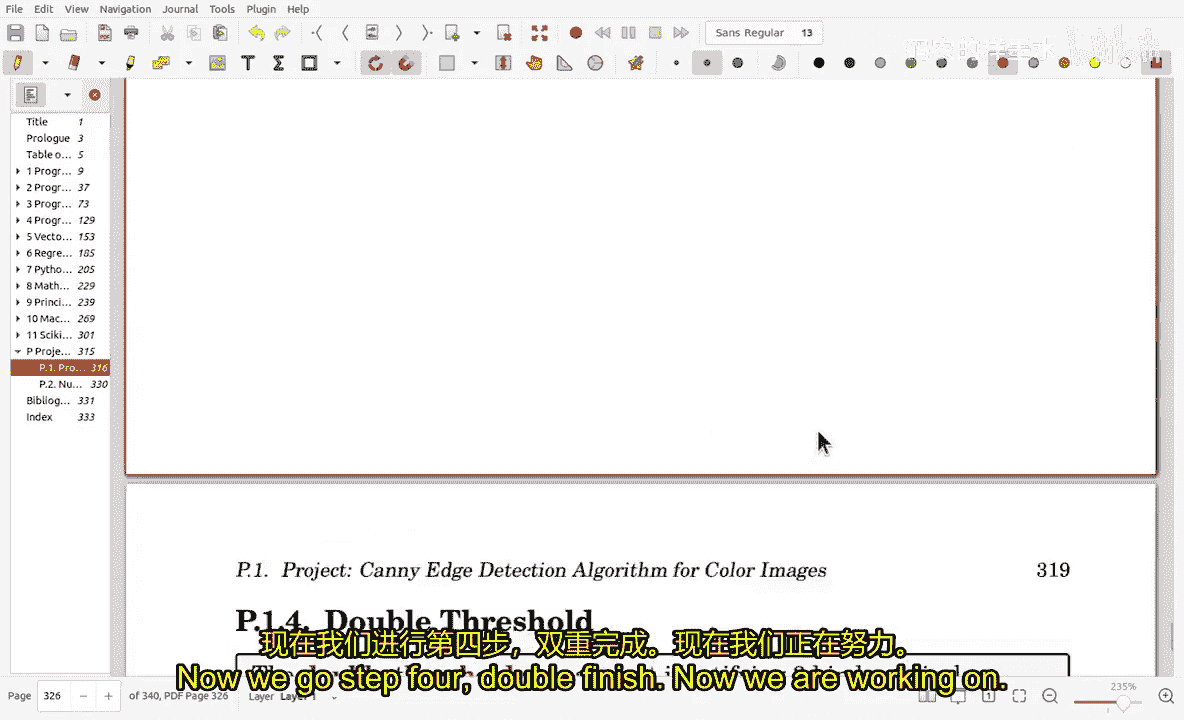 File Edit View Navigation Journal Tools Plugin Help
Sans Regular 13
Title 1
Prologue 3
Table o... 5
1 Progr... 9
2 Progr... 37
3 Progr... 73
4 Progr... 129
5 Vecto... 153
6 Regre... 185
7 Pytho... 205
8 Math... 229
9 Princi... 239
10 Mac... 269
11 Sciki... 301
P Proje... 315
P.1. Pro... 316
P.2. Nu... 330
Bibliog... 331
Index 333
P.1. Project: Canny Edge Detection Algorithm for Color Images 319
P.1.4. Double Threshold
现在我们进行第四步，双重完成。现在我们正在努力。
Now we go step four, double finish. Now we are working on.
Page 326 of 340, PDF Page 326 Layer Layer 1
235%